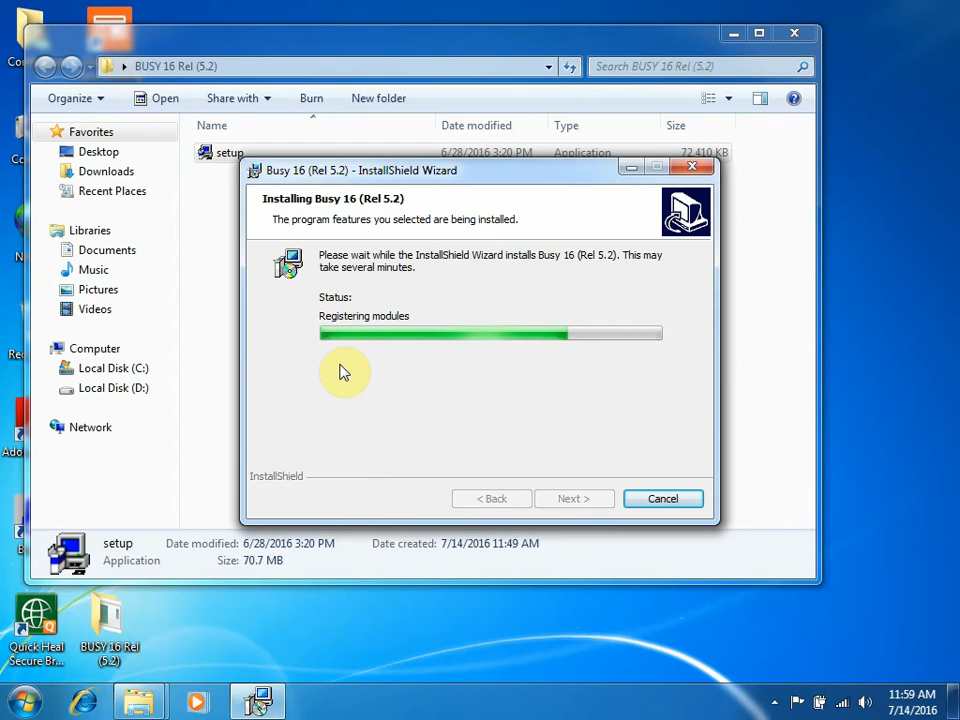 BUSY 16 Rel (5.2)
Search BUSY 16 Rel (5.2)
Organize
Open
Share with
Burn
New folder
Favorites
Desktop
Downloads
Recent Places
Libraries
Documents
Music
Pictures
Videos
Computer
Local Disk (C:)
Local Disk (D:)
Network
Name
Date modified
Type
Size
setup
6/28/2016 3:20 PM
Application
72,410 KB
Busy 16 (Rel 5.2) - InstallShield Wizard
Installing Busy 16 (Rel 5.2)
The program features you selected are being installed.
Please wait while the InstallShield Wizard installs Busy 16 (Rel 5.2). This may
take several minutes.
Status:
Registering modules
InstallShield
< Back
Next >
Cancel
setup
Date modified: 6/28/2016 3:20 PM
Date created: 7/14/2016 11:49 AM
Application
Size: 70.7 MB
Quick Heal
Secure Br...
BUSY 16 Rel
(5.2)
11:59 AM
7/14/2016